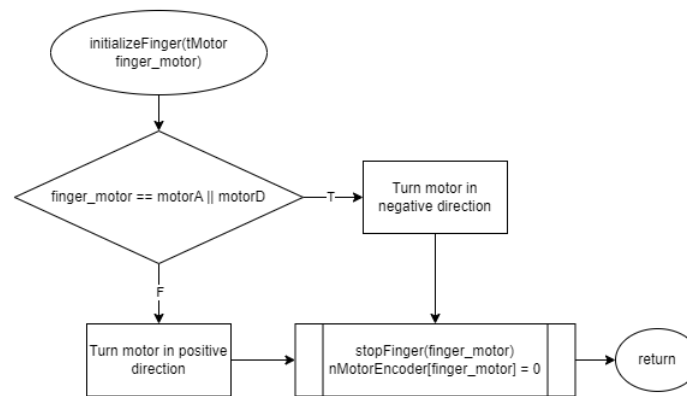 initializeFinger(tMotor
finger_motor)
finger_motor == motorA || motorD
T
Turn motor in
negative direction
F
Turn motor in positive
direction
stopFinger(finger_motor)
nMotorEncoder[finger_motor] = 0
return